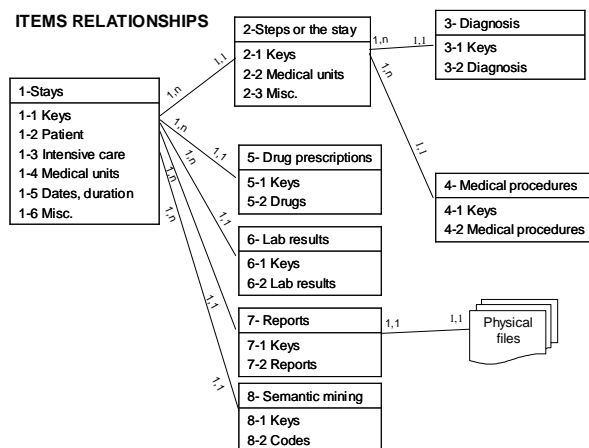 ITEMS RELATIONSHIPS
1-Stays
1-1 Keys
1-2 Patient
1-3 Intensive care
1-4 Medical units
1-5 Dates, duration
1-6 Misc.
2-Steps or the stay
2-1 Keys
2-2 Medical units
2-3 Misc.
3- Diagnosis
3-1 Keys
3-2 Diagnosis
4- Medical procedures
4-1 Keys
4-2 Medical procedures
5- Drug prescriptions
5-1 Keys
5-2 Drugs
6- Lab results
6-1 Keys
6-2 Lab results
7- Reports
7-1 Keys
7-2 Reports
Physical
files
8- Semantic mining
8-1 Keys
8-2 Codes
1,n
1,1
1,n
1,1
1,n
1,1
1,n
1,1
1,n
1,1
1,n
1,1
1,n
1,1
1,1
1,1